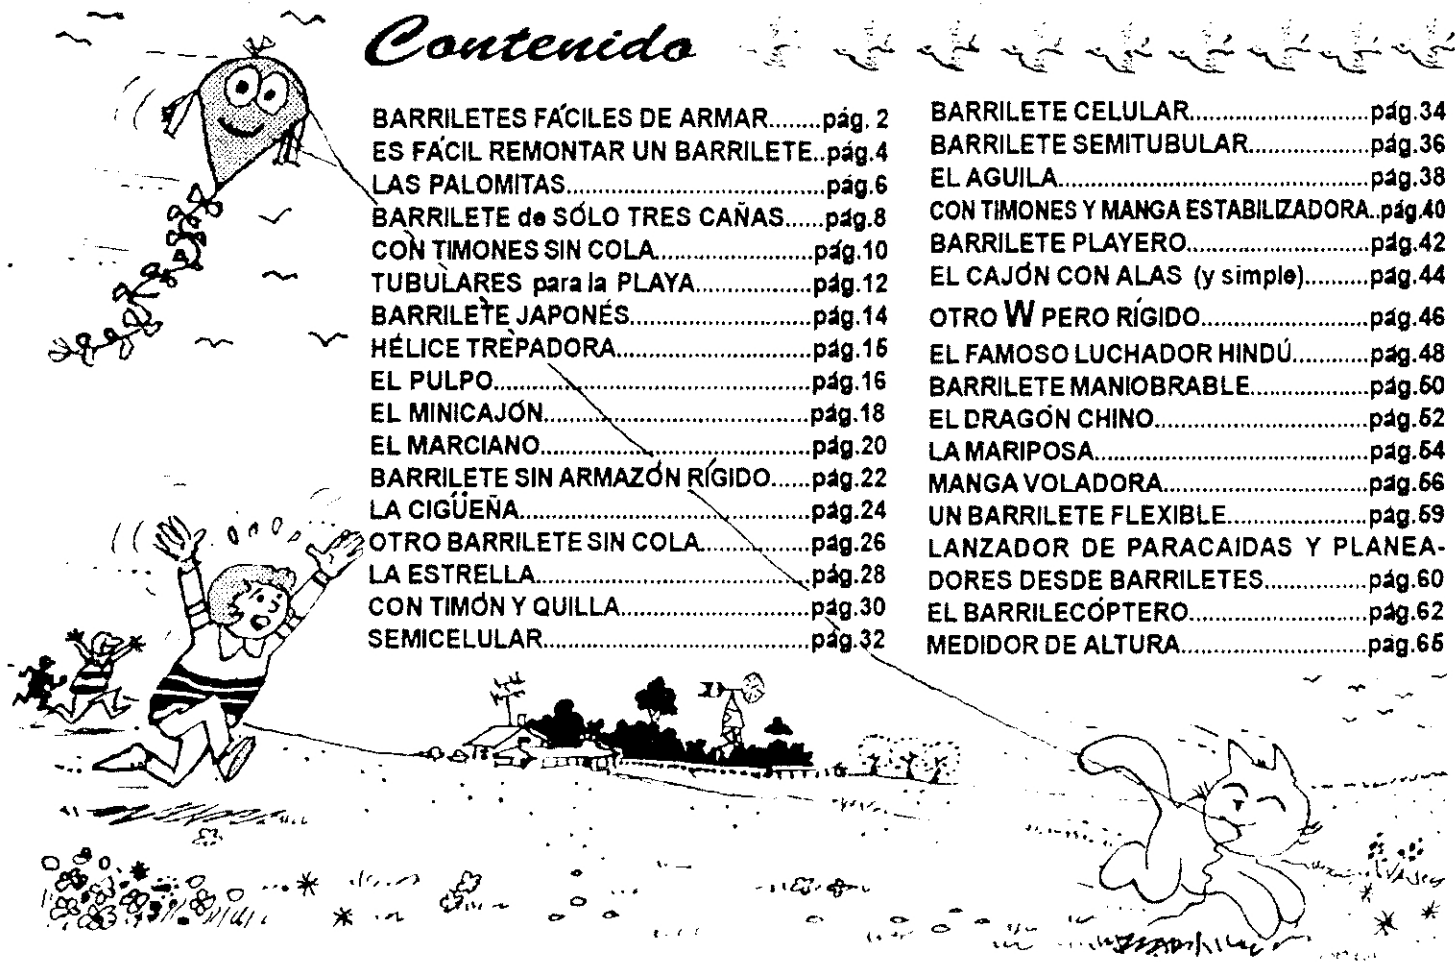 Contenido
BARRILETES FÁCILES DE ARMAR........pág. 2
ES FÁCIL REMONTAR UN BARRILETE..pág.4
LAS PALOMITAS................................pág.6
BARRILETE de SÓLO TRES CAÑAS......pág.8
CON TIMONES SIN COLA...................pág.10
TUBULARES para la PLAYA..............pág.12
BARRILETE JAPONÉS......................pág.14
HÉLICE TREPADORA........................pág.15
EL PULPO.......................................pág.16
EL MINICAJÓN.................................pág.18
EL MARCIANO.................................pág.20
BARRILETE SIN ARMAZÓN RÍGIDO......pág.22
LA CIGÜEÑA....................................pág.24
OTRO BARRILETE SIN COLA..............pág.26
LA ESTRELLA..................................pág.28
CON TIMÓN Y QUILLA.......................pág.30
SEMICELULAR.................................pág.32
BARRILETE CELULAR.........................pág.34
BARRILETE SEMITUBULAR................pág.36
EL AGUILA.......................................pág.38
CON TIMONES Y MANGA ESTABILIZADORA..pág.40
BARRILETE PLAYERO.........................pág.42
EL CAJÓN CON ALAS (y simple)..........pág.44
OTRO W PERO RÍGIDO.......................pág.46
EL FAMOSO LUCHADOR HINDÚ...........pág.48
BARRILETE MANIOBRABLE................pág.50
EL DRAGÓN CHINO............................pág.52
LA MARIPOSA...................................pág.54
MANGA VOLADORA...........................pág.56
UN BARRILETE FLEXIBLE...................pág.59
LANZADOR DE PARACAIDAS Y PLANEA-
DORES DESDE BARRILETES..............pág.60
EL BARRILECÓPTERO.......................pág.62
MEDIDOR DE ALTURA.........................pág.65